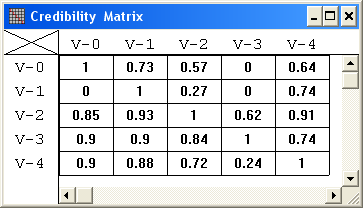 Credibility Matrix
V-0 V-1 V-2 V-3 V-4
V-0 1 0.73 0.57 0 0.64
V-1 0 1 0.27 0 0.74
V-2 0.85 0.93 1 0.62 0.91
V-3 0.9 0.9 0.84 1 0.74
V-4 0.9 0.88 0.72 0.24 1